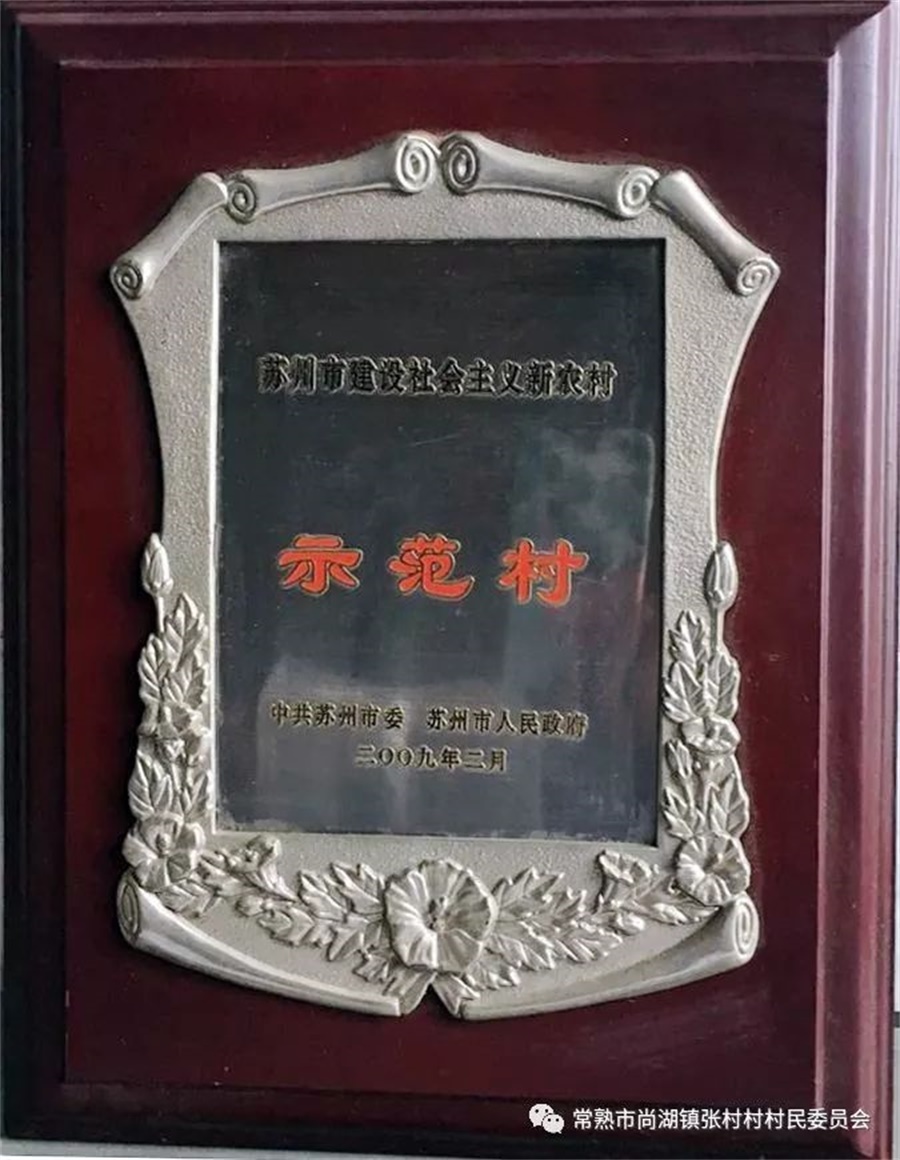 苏州市建设社会主义新农村
示范村
中共苏州市委 苏州市人民政府
二〇〇九年二月
常熟市尚湖镇张村村村民委员会